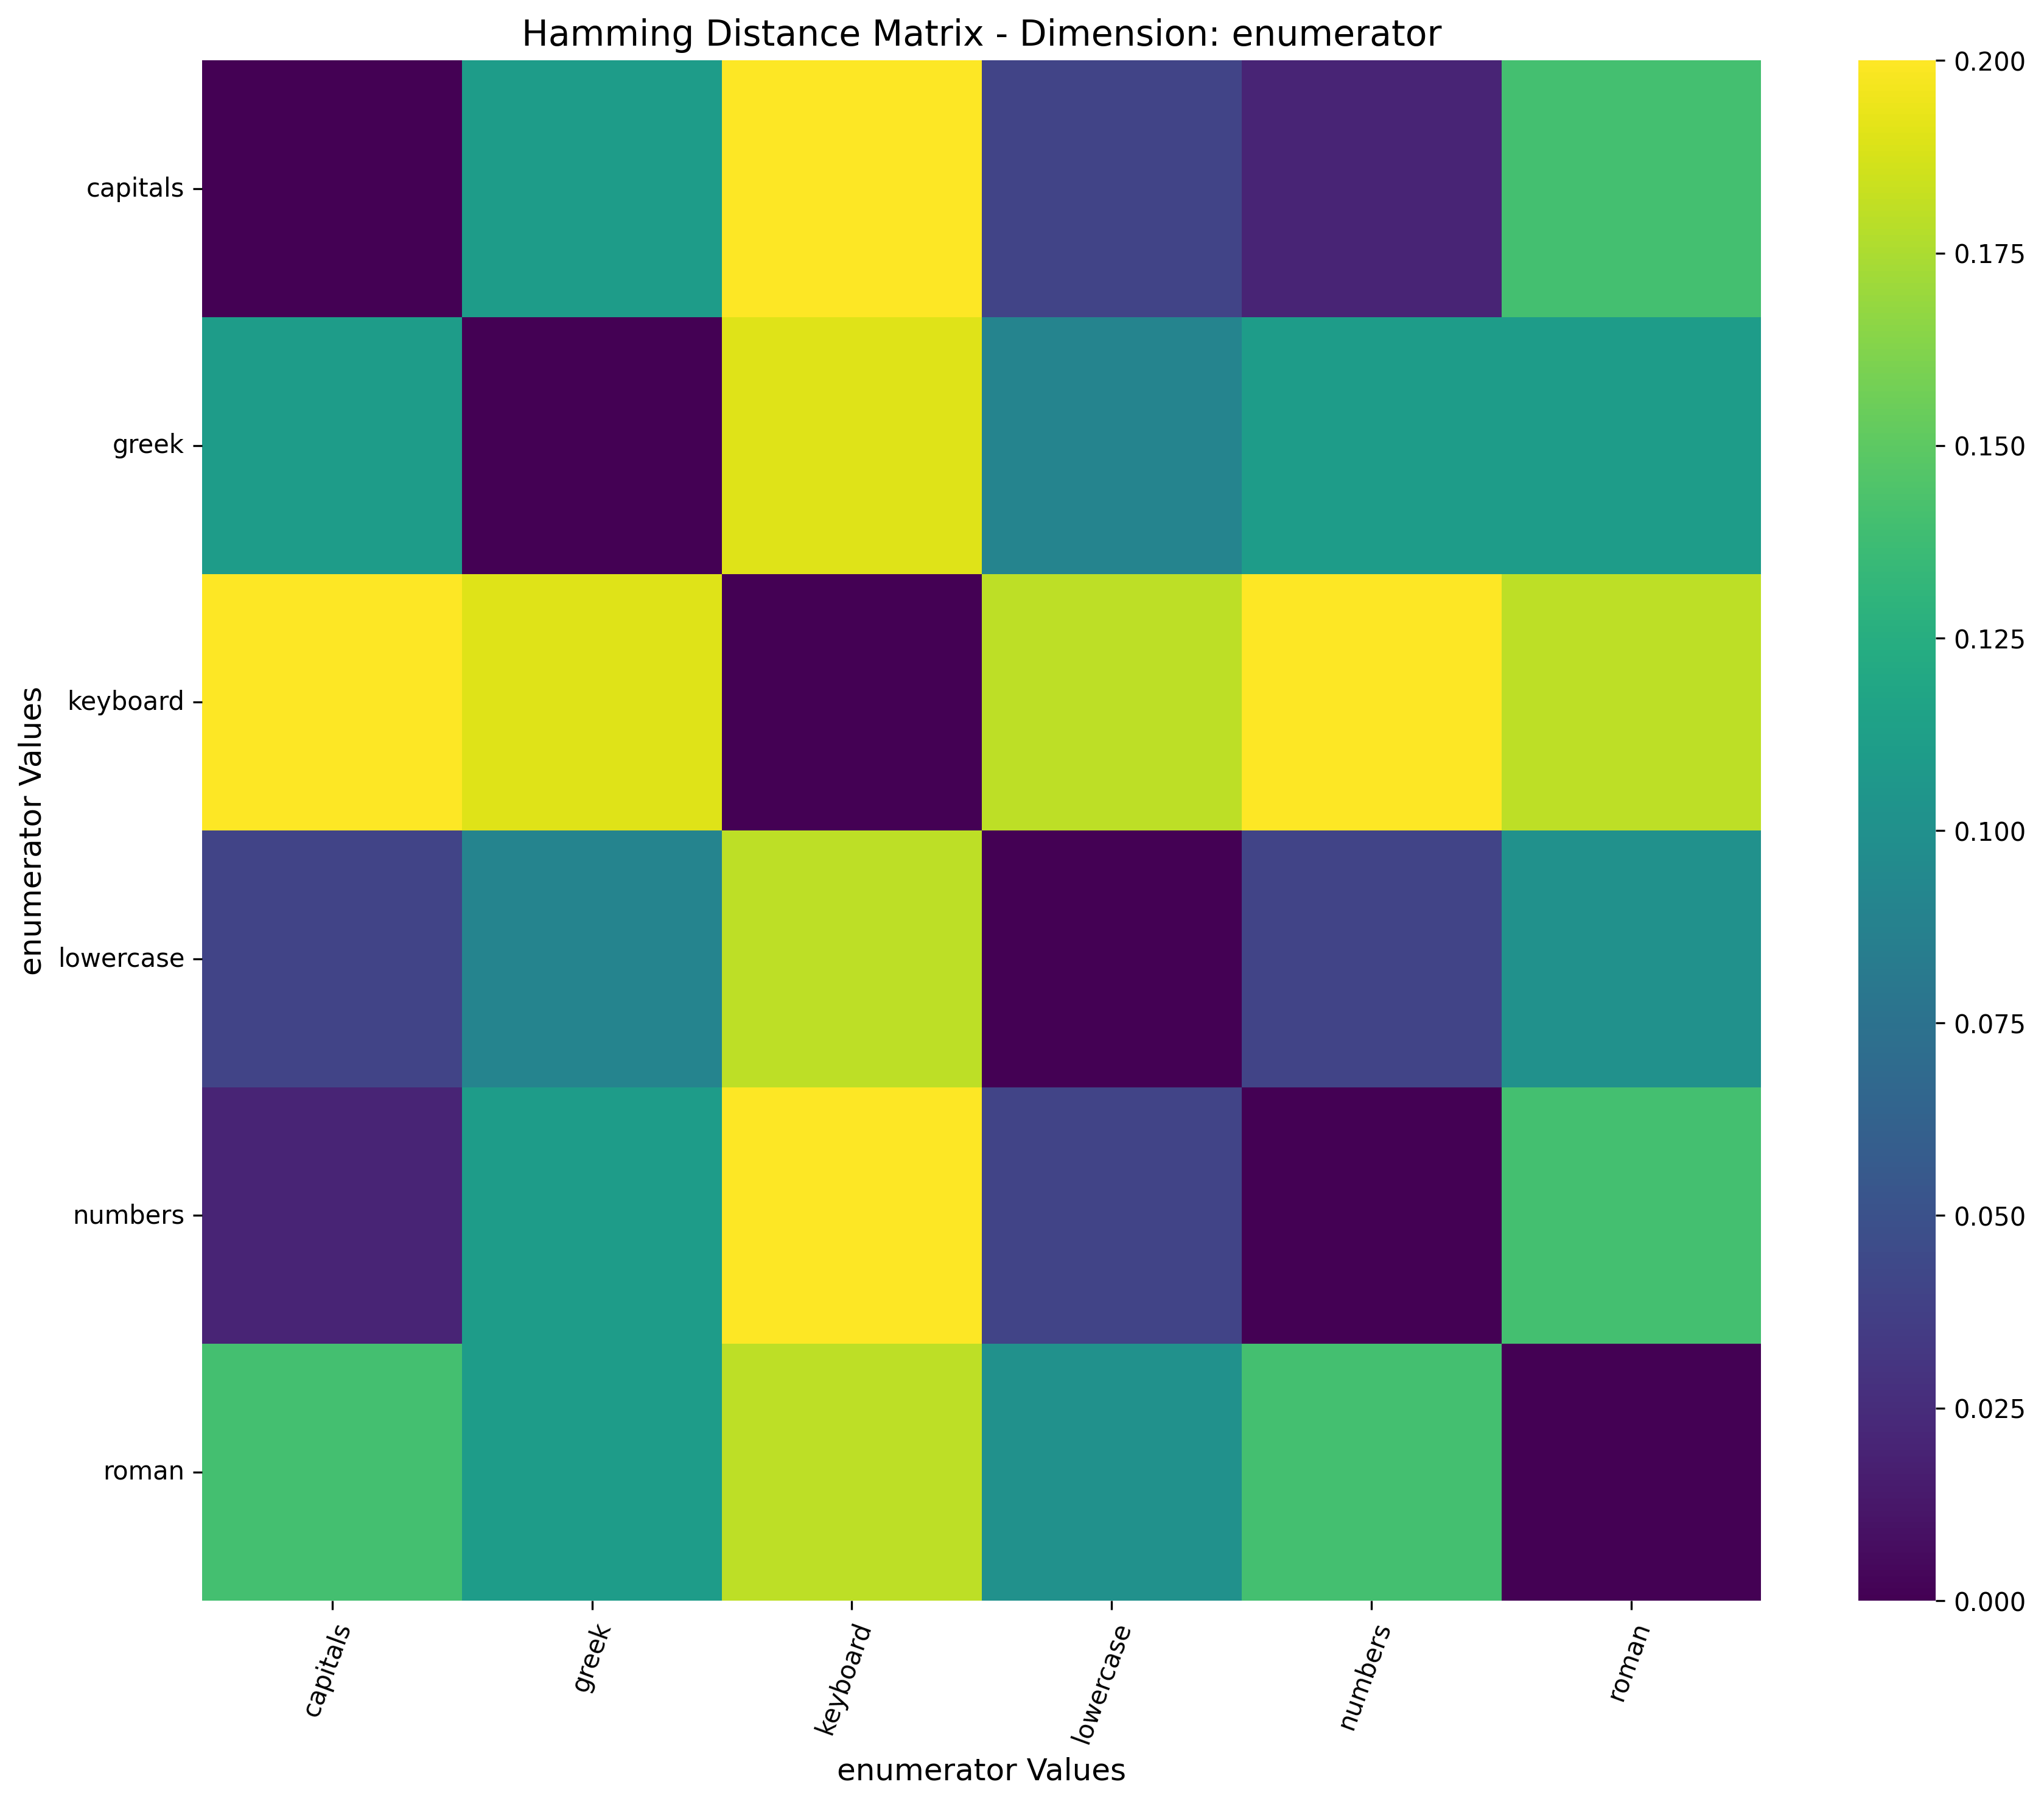 Hamming Distance Matrix - Dimension: enumerator
enumerator Values
capitals
greek
keyboard
lowercase
numbers
roman
capitals
greek
keyboard
lowercase
numbers
roman
enumerator Values
0.200
0.175
0.150
0.125
0.100
0.075
0.050
0.025
0.000